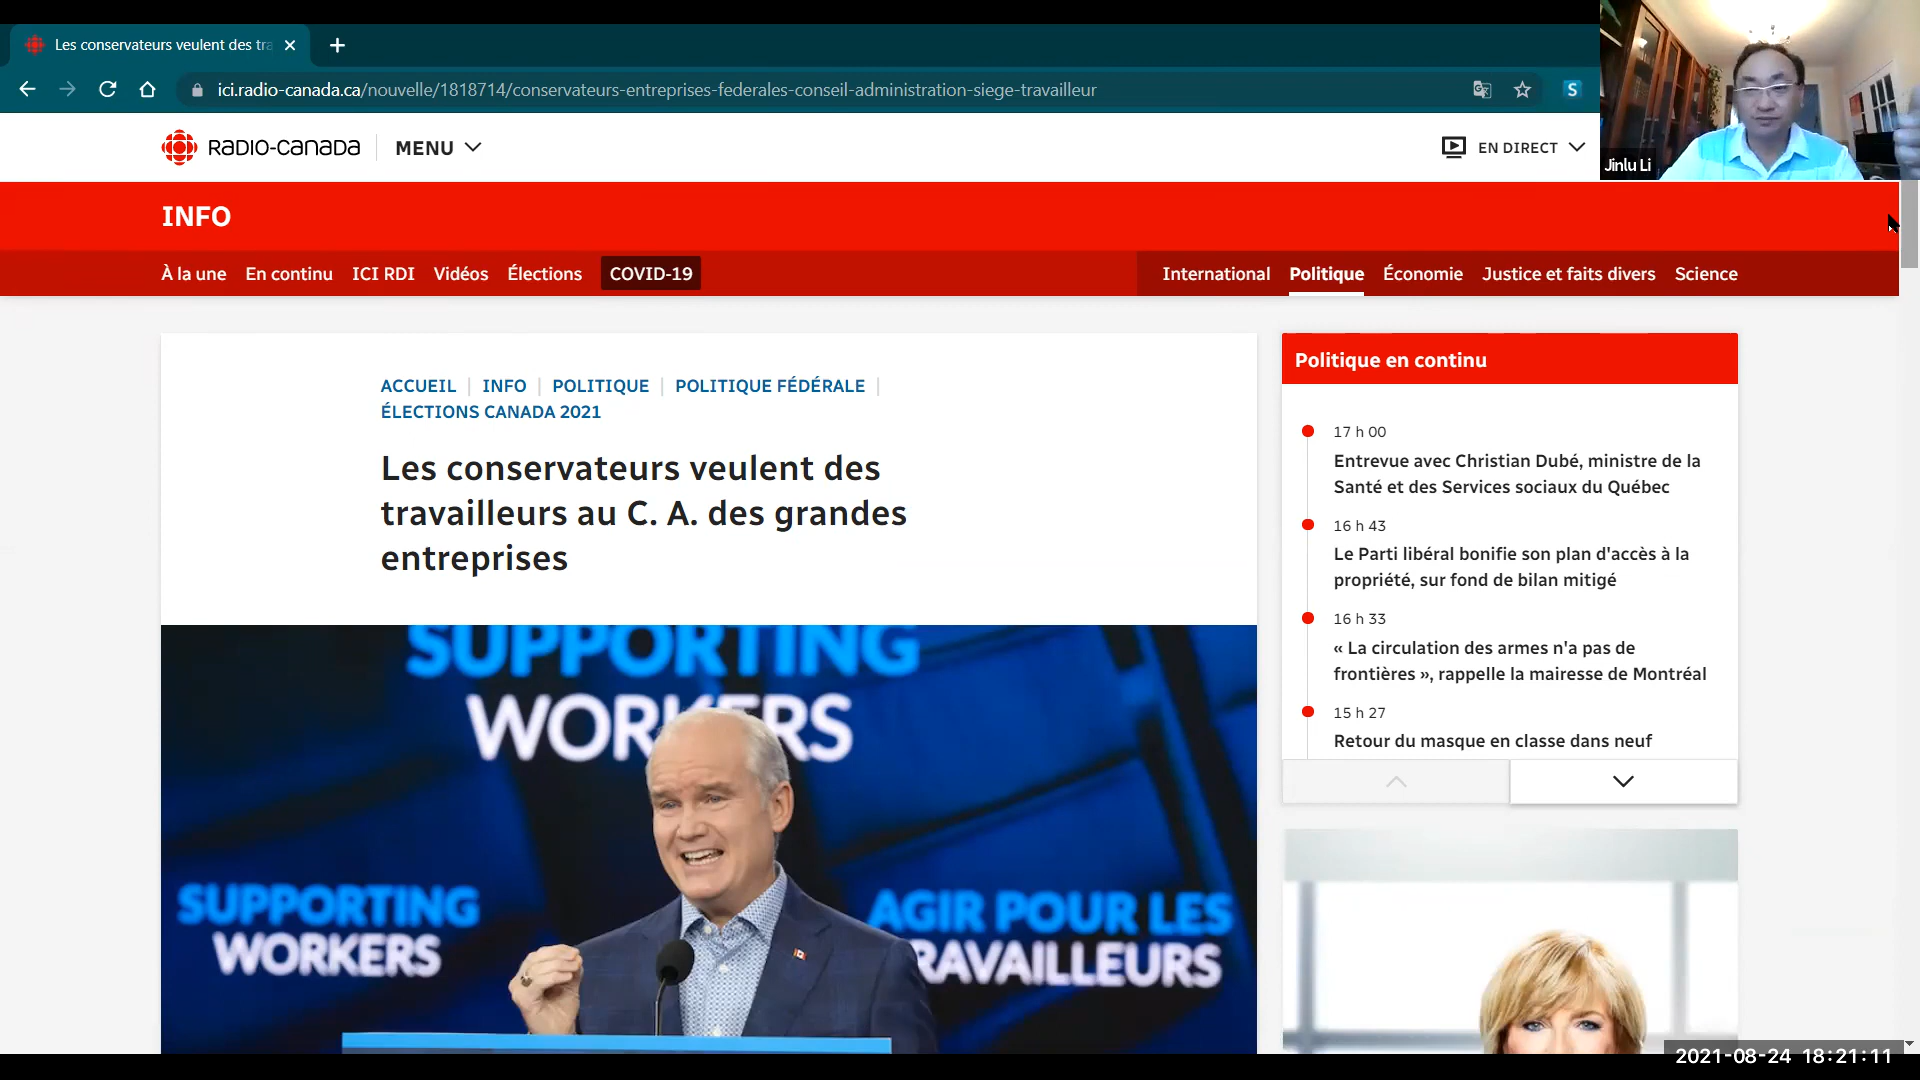 Les conservateurs veulent des tra
ici.radio-canada.ca/nouvelle/1818714/conservateurs-entreprises-federales-conseil-administration-siege-travailleur
S
Jinlu Li
RADIO-CANADA
MENU
EN DIRECT
INFO
À la une En continu ICI RDI Vidéos Élections COVID-19 International Politique Économie Justice et faits divers Science
ACCUEIL | INFO | POLITIQUE | POLITIQUE FÉDÉRALE |
ÉLECTIONS CANADA 2021
Les conservateurs veulent des
travailleurs au C. A. des grandes
entreprises
SUPPORTING
WORKERS
SUPPORTING
WORKERS
AGIR POUR LES
RAVAILLEURS
Politique en continu
17 h 00
Entrevue avec Christian Dubé, ministre de la
Santé et des Services sociaux du Québec
16 h 43
Le Parti libéral bonifie son plan d'accès à la
propriété, sur fond de bilan mitigé
16 h 33
« La circulation des armes n'a pas de
frontières », rappelle la mairesse de Montréal
15 h 27
Retour du masque en classe dans neuf
2021-08-24 18:21:11